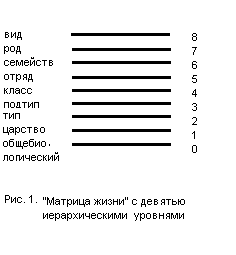 вид 8
род 7
семейств 6
отряд 5
класс 4
подтип 3
тип 2
царство 1
общебио. 0
логический
Рис. 1. "Матрица жизни" с девятью
иерархическими уровнями